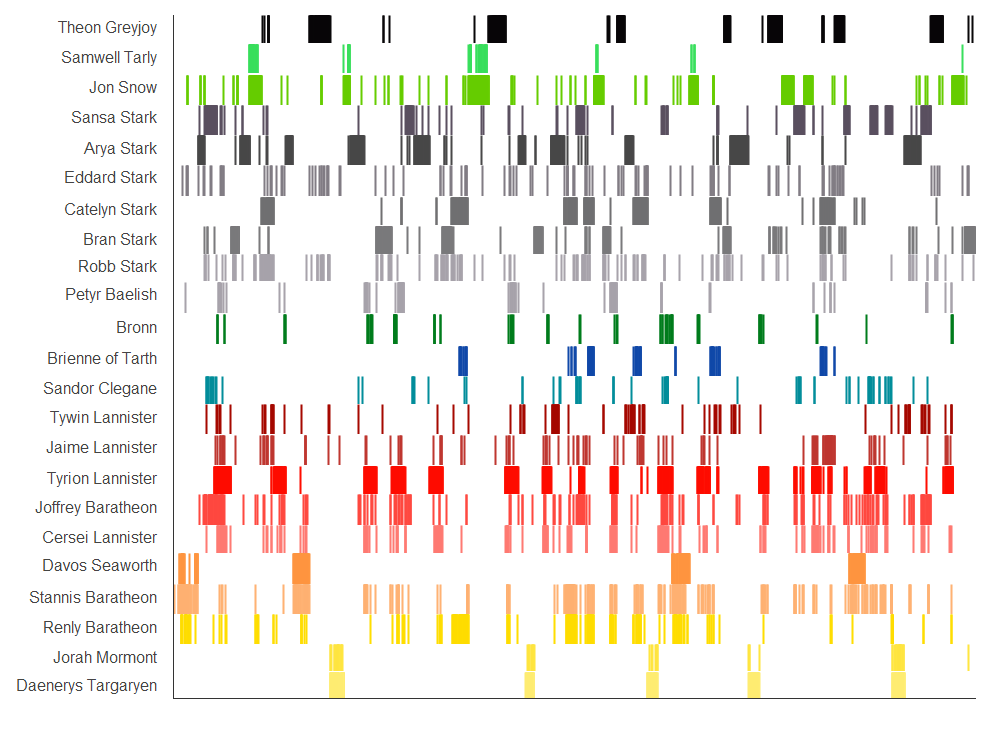 Theon Greyjoy
Samwell Tarly
Jon Snow
Sansa Stark
Arya Stark
Eddard Stark
Catelyn Stark
Bran Stark
Robb Stark
Petyr Baelish
Bronn
Brienne of Tarth
Sandor Clegane
Tywin Lannister
Jaime Lannister
Tyrion Lannister
Joffrey Baratheon
Cersei Lannister
Davos Seaworth
Stannis Baratheon
Renly Baratheon
Jorah Mormont
Daenerys Targaryen